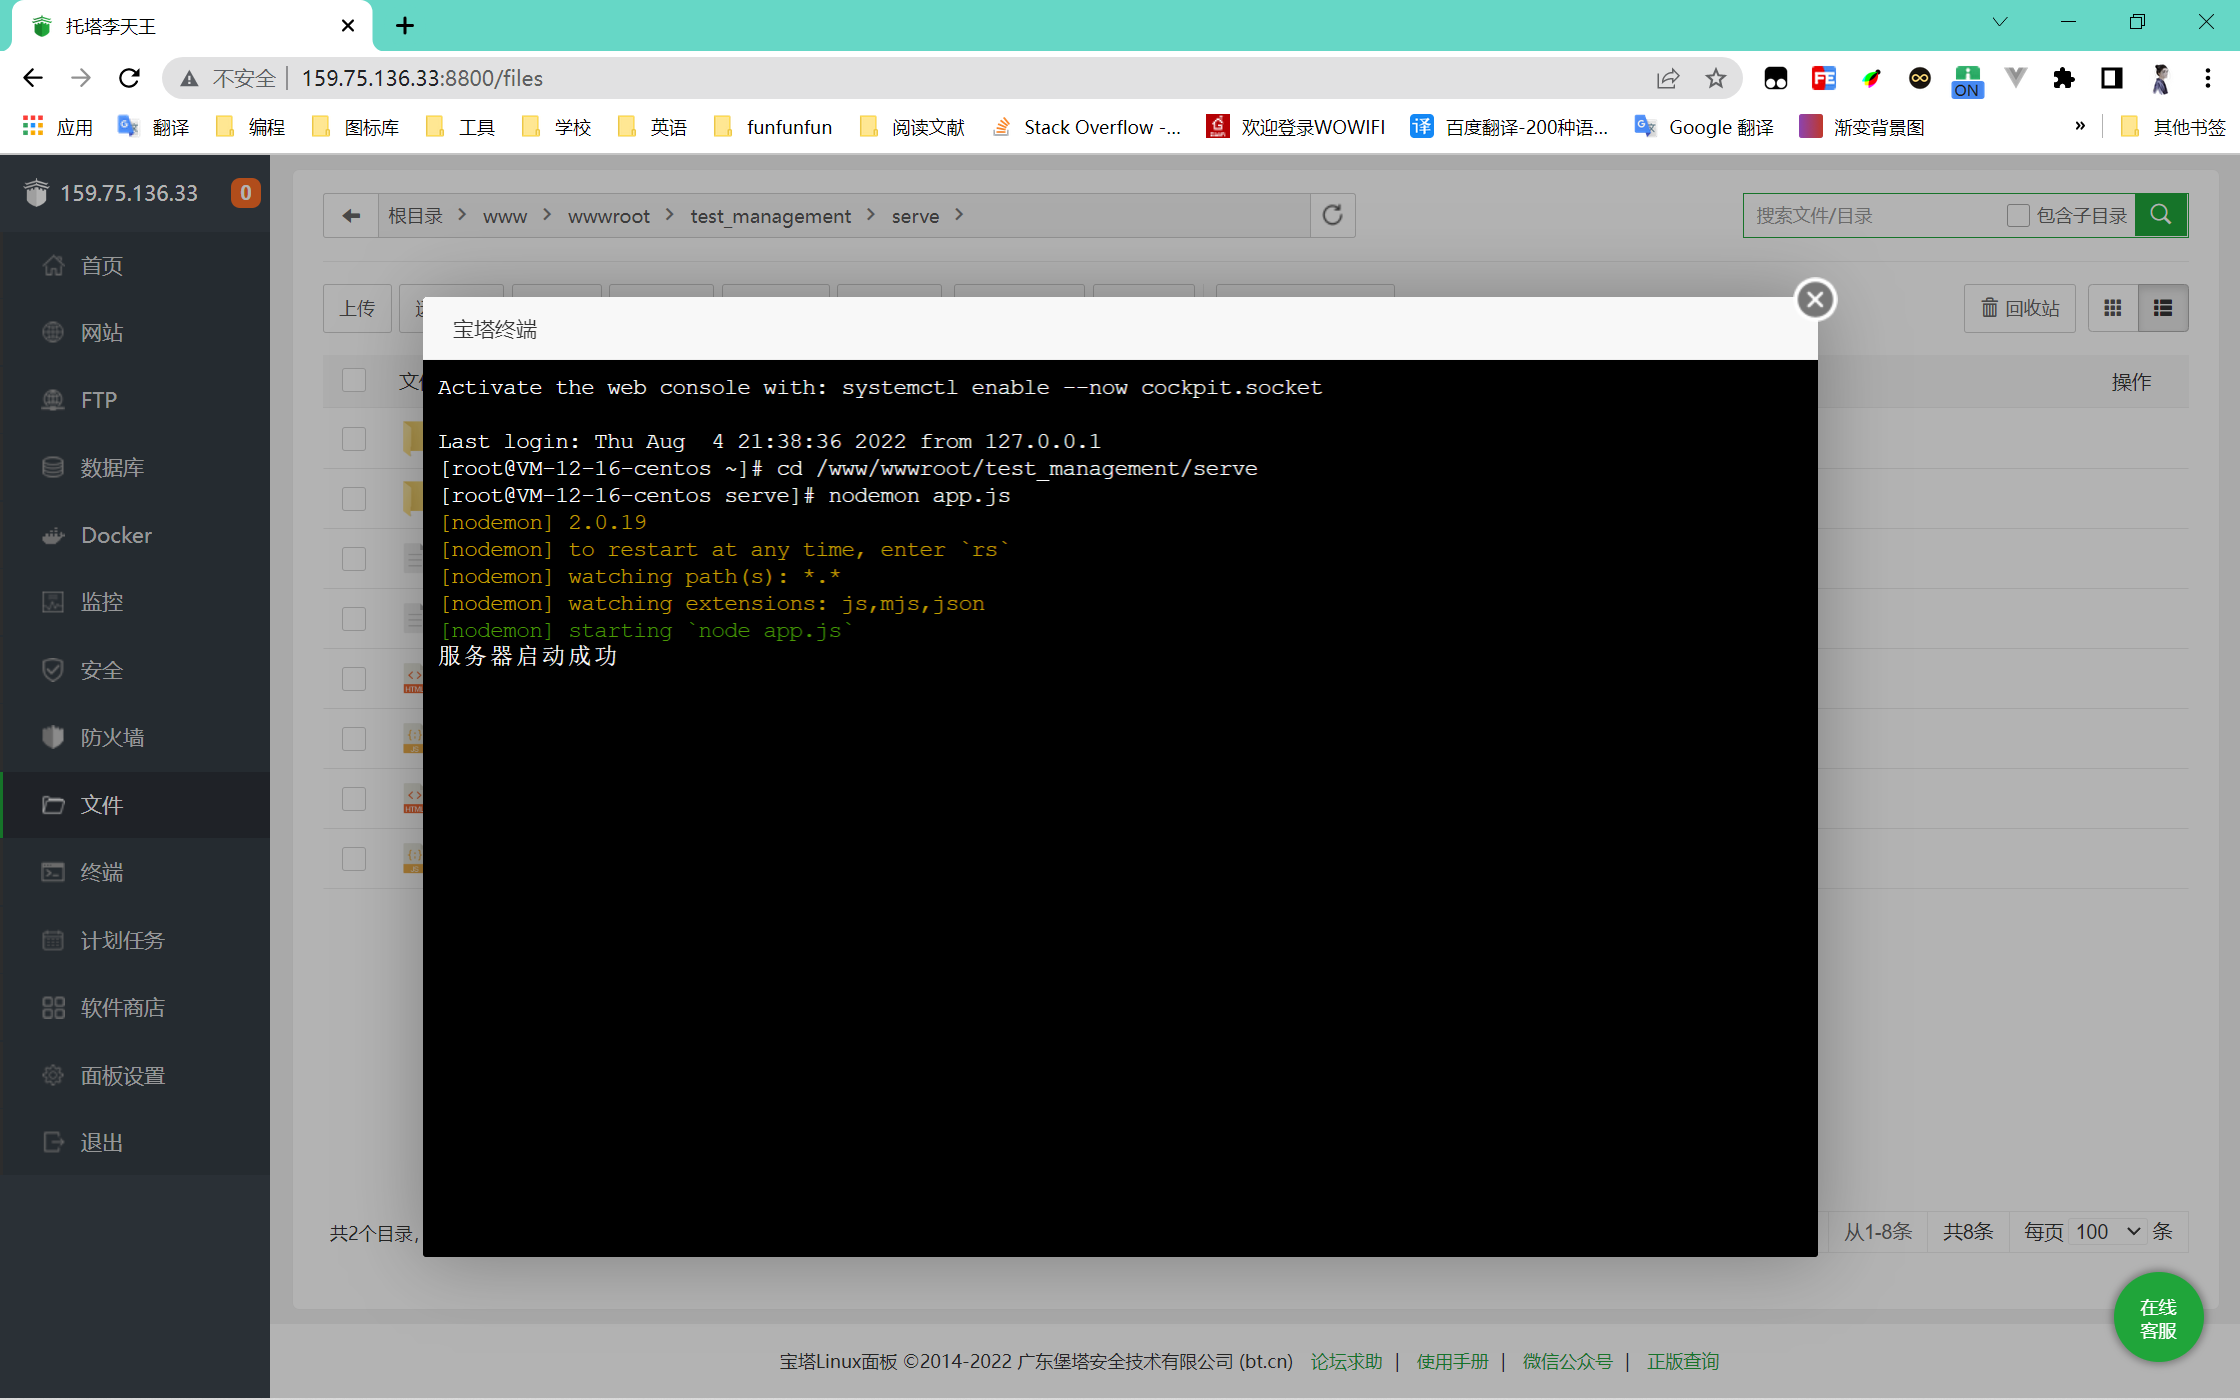 托塔李天王
不安全 159.75.136.33:8800/files
应用 翻译 编程 图标库 工具 学校 英语 funfunfun 阅读文献 Stack Overflow -... 欢迎登录WOWIFI 百度翻译-200种语... Google 翻译 渐变背景图 » 其他书签
159.75.136.33 0
首页
网站
FTP
数据库
Docker
监控
安全
防火墙
文件
终端
计划任务
软件商店
面板设置
退出
根目录 > www > wwwroot > test_management > serve >
搜索文件/目录 包含子目录
上传
回收站
操作
宝塔终端
Activate the web console with: systemctl enable --now cockpit.socket
Last login: Thu Aug  4 21:38:36 2022 from 127.0.0.1
[root@VM-12-16-centos ~]# cd /www/wwwroot/test_management/serve
[root@VM-12-16-centos serve]# nodemon app.js
[nodemon] 2.0.19
[nodemon] to restart at any time, enter `rs`
[nodemon] watching path(s): *.*
[nodemon] watching extensions: js,mjs,json
[nodemon] starting `node app.js`
服务器启动成功
共2个目录,
从1-8条 共8条 每页 100 条
在线
客服
宝塔Linux面板 ©2014-2022 广东堡塔安全技术有限公司 (bt.cn) 论坛求助 | 使用手册 | 微信公众号 | 正版查询